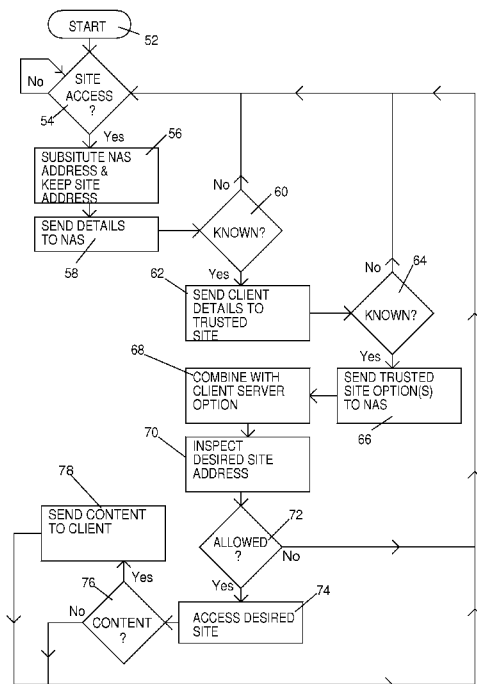 START
52
No
SITE
ACCESS
?
54
Yes
56
SUBSITUTE NAS
ADDRESS &
KEEP SITE
ADDRESS
SEND DETAILS
TO NAS
58
No
60
KNOWN?
Yes
62
SEND CLIENT
DETAILS TO
TRUSTED
SITE
No
64
KNOWN?
Yes
SEND TRUSTED
SITE OPTION(S)
TO NAS
66
68
COMBINE WITH
CLIENT SERVER
OPTION
70
INSPECT
DESIRED SITE
ADDRESS
72
ALLOWED
?
No
Yes
74
ACCESS DESIRED
SITE
76
CONTENT
?
No
Yes
78
SEND CONTENT
TO CLIENT